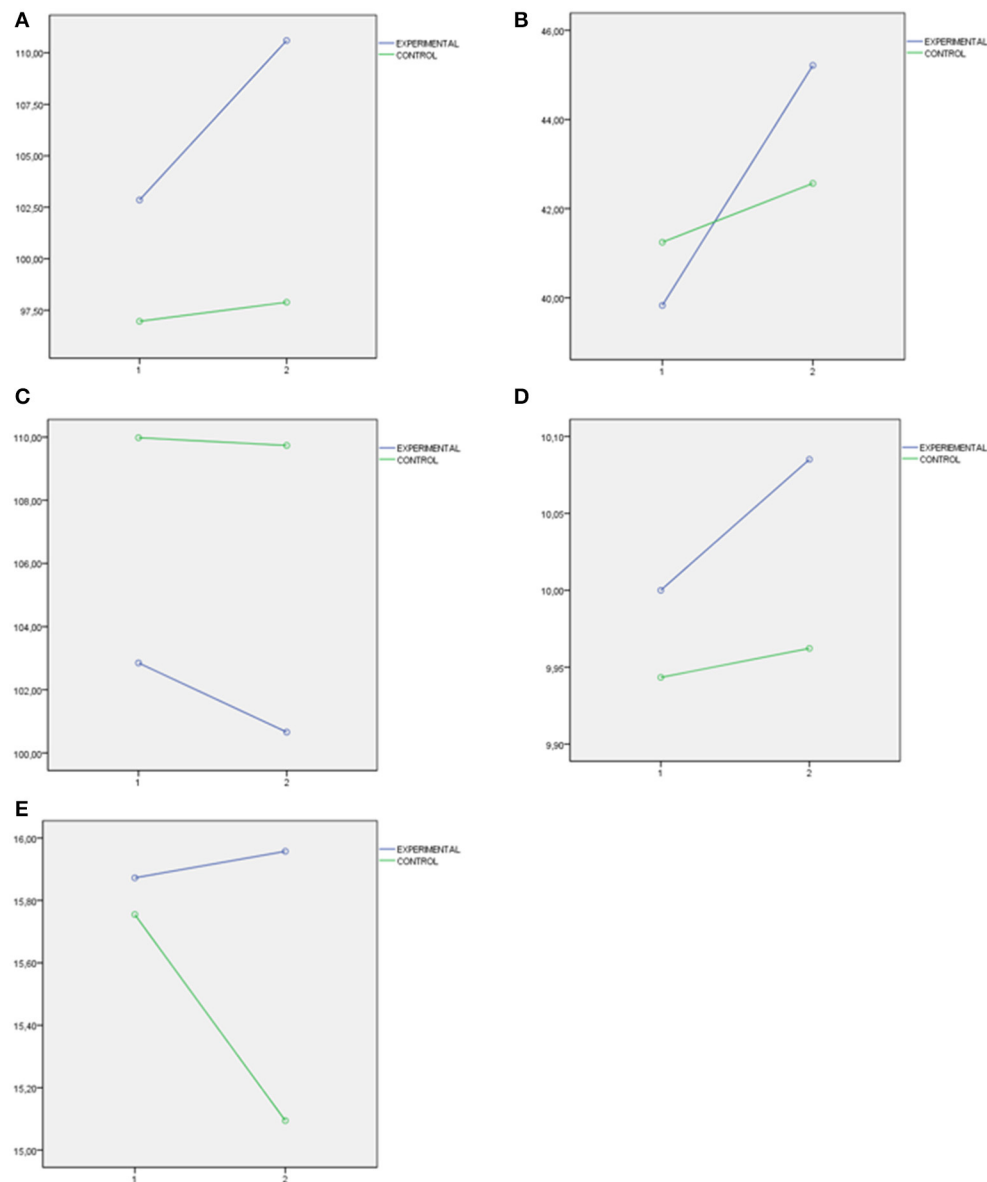 A
110,00
107,50
105,00
102,50
100,00
97,50
1 2
EXPERIMENTAL
CONTROL
B
46,00
44,00
42,00
40,00
1 2
EXPERIMENTAL
CONTROL
C
110,00
108,00
106,00
104,00
102,00
100,00
1 2
EXPERIMENTAL
CONTROL
D
10,10
10,05
10,00
9,95
9,90
1 2
EXPERIEMENTAL
CONTROL
E
16,00
15,80
15,60
15,40
15,20
15,00
1 2
EXPERIMENTAL
CONTROL